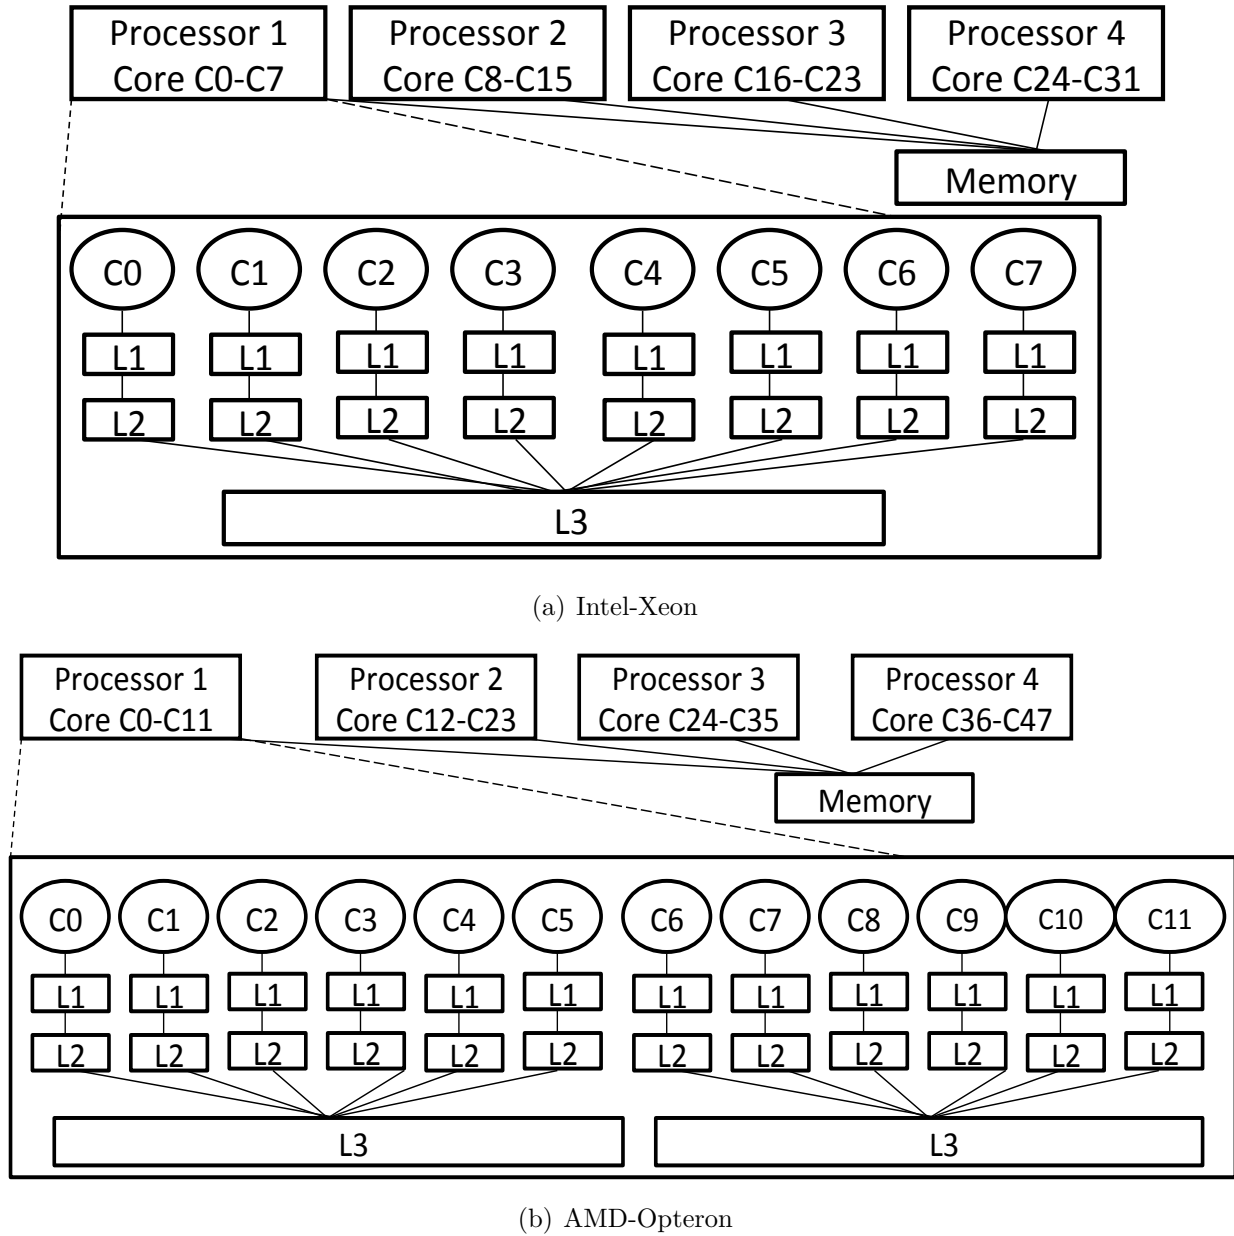 Processor 1 Processor 2 Processor 3 Processor 4
Core C0-C7 Core C8-C15 Core C16-C23 Core C24-C31
Memory
C0 C1 C2 C3 C4 C5 C6 C7
L1 L1 L1 L1 L1 L1 L1 L1
L2 L2 L2 L2 L2 L2 L2 L2
L3
(a) Intel-Xeon
Processor 1 Processor 2 Processor 3 Processor 4
Core C0-C11 Core C12-C23 Core C24-C35 Core C36-C47
Memory
C0 C1 C2 C3 C4 C5 C6 C7 C8 C9 C10 C11
L1 L1 L1 L1 L1 L1 L1 L1 L1 L1 L1 L1
L2 L2 L2 L2 L2 L2 L2 L2 L2 L2 L2 L2
L3 L3
(b) AMD-Opteron